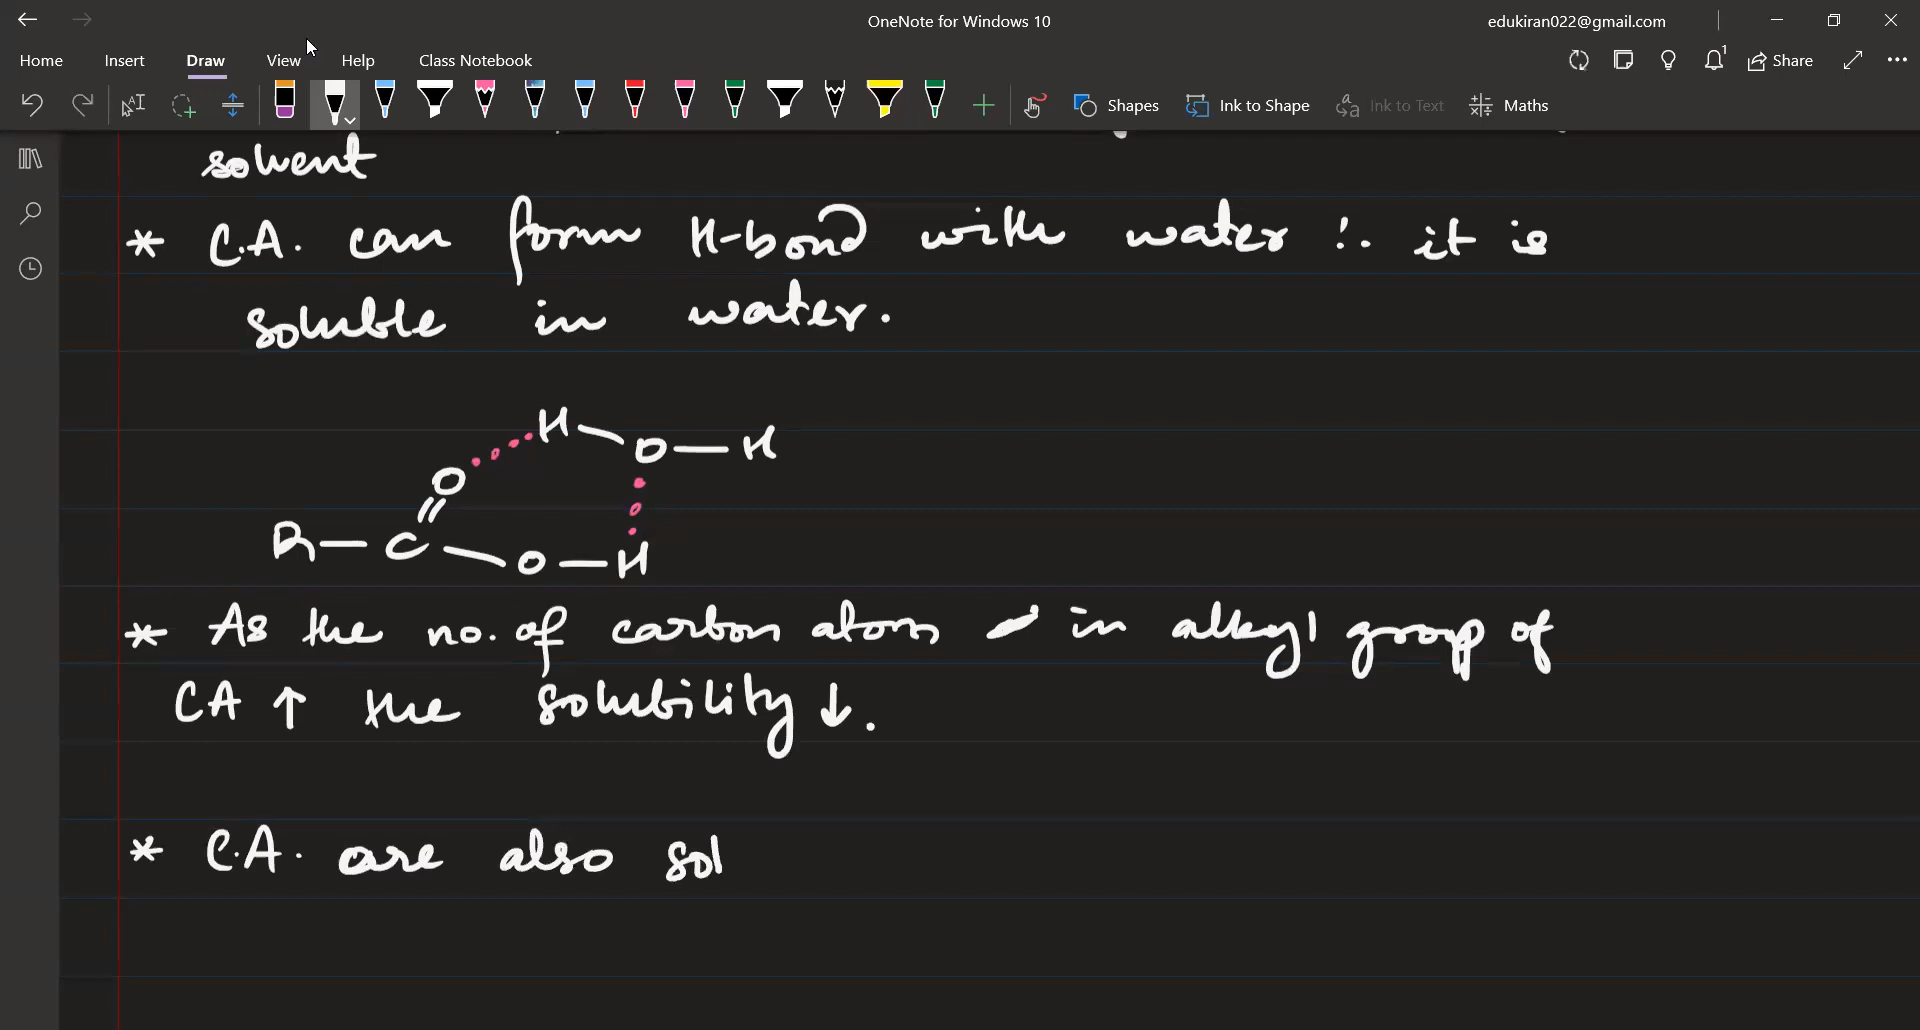 OneNote for Windows 10
edukiran022@gmail.com
Home Insert Draw View Help Class Notebook
1
Share
Shapes Ink to Shape Ink to Text Maths
solvent
* C.A. can form H-bond with water ∴ it is
soluble in water.
H — O — H
O
R — C — O — H
* As the no. of carbon atom in alkyl group of
CA ↑ the solubility ↓.
* C.A. are also sol